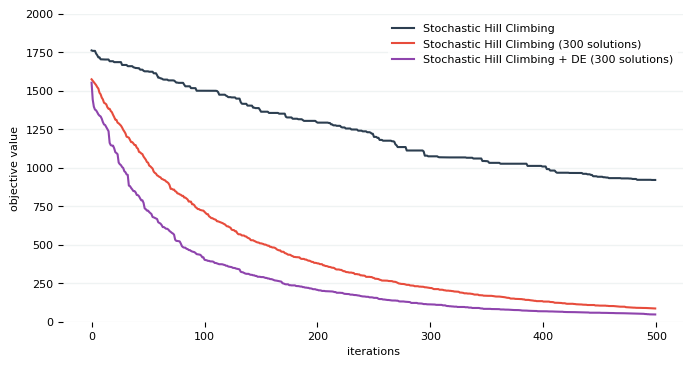 2000
1750
1500
1250
1000
750
500
250
0
objective value
Stochastic Hill Climbing
Stochastic Hill Climbing (300 solutions)
Stochastic Hill Climbing + DE (300 solutions)
0 100 200 300 400 500
iterations